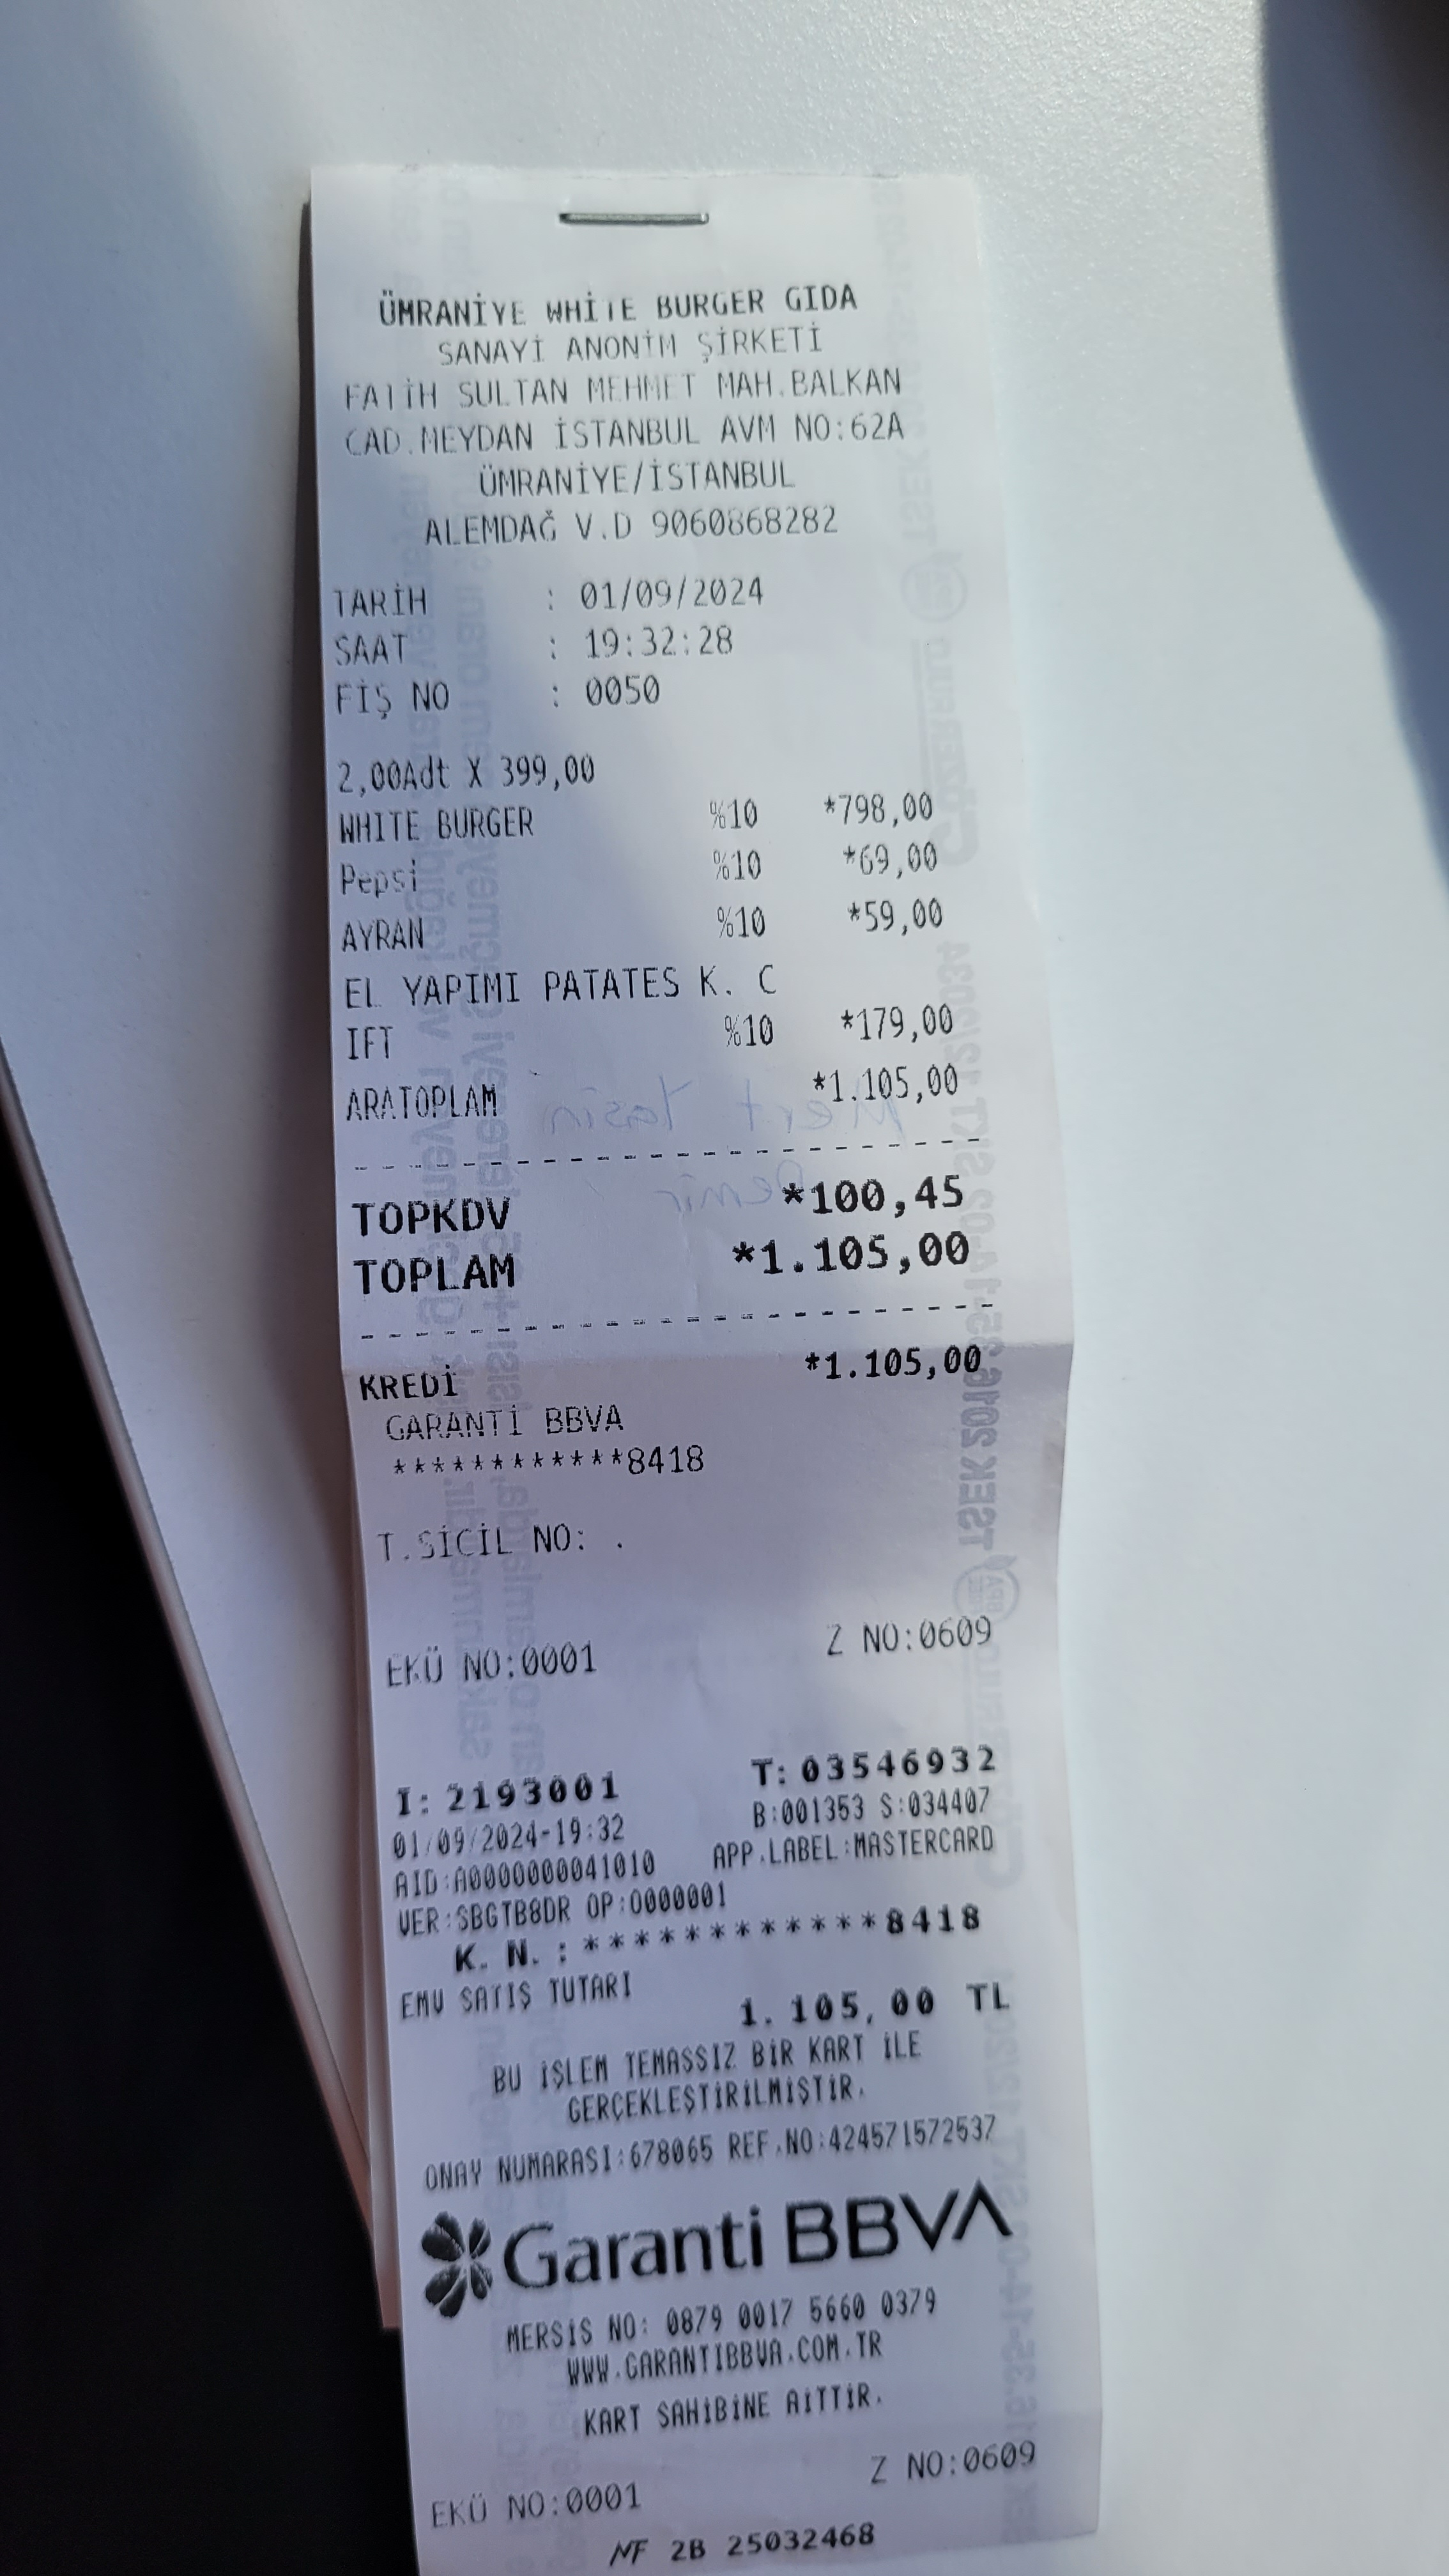 ÜMRANİYE WHİTE BURGER GIDA
SANAYİ ANONİM ŞİRKETİ
FATİH SULTAN MEHMET MAH.BALKAN
CAD.MEYDAN İSTANBUL AVM NO:62A
ÜMRANİYE/İSTANBUL
ALEMDAĞ V.D 9060868282
TARİH : 01/09/2024
SAAT : 19:32:28
FİŞ NO : 0050
2,00Adt X 399,00
WHITE BURGER %10 *798,00
Pepsi %10 *69,00
AYRAN %10 *59,00
EL YAPIMI PATATES K. C
IFT %10 *179,00
ARATOPLAM *1.105,00
TOPKDV *100,45
TOPLAM *1.105,00
KREDİ *1.105,00
GARANTİ BBVA
************8418
T.SİCİL NO: .
EKÜ NO:0001 Z NO:0609
I: 2193001 T: 03546932
01/09/2024-19:32 B:001353 S:034407
AID:A0000000041010 APP.LABEL:MASTERCARD
VER:SBGTB8DR OP:0000001
K. N. : ************8418
EMV SATIŞ TUTARI
1.105,00 TL
BU İŞLEM TEMASSIZ BİR KART İLE
GERÇEKLEŞTİRİLMİŞTİR.
ONAY NUMARASI:678065 REF.NO:424571572537
Garanti BBVA
MERSİS NO: 0879 0017 5660 0379
WWW.GARANTIBBVA.COM.TR
KART SAHİBİNE AİTTİR.
EKÜ NO:0001 Z NO:0609
MF 2B 25032468